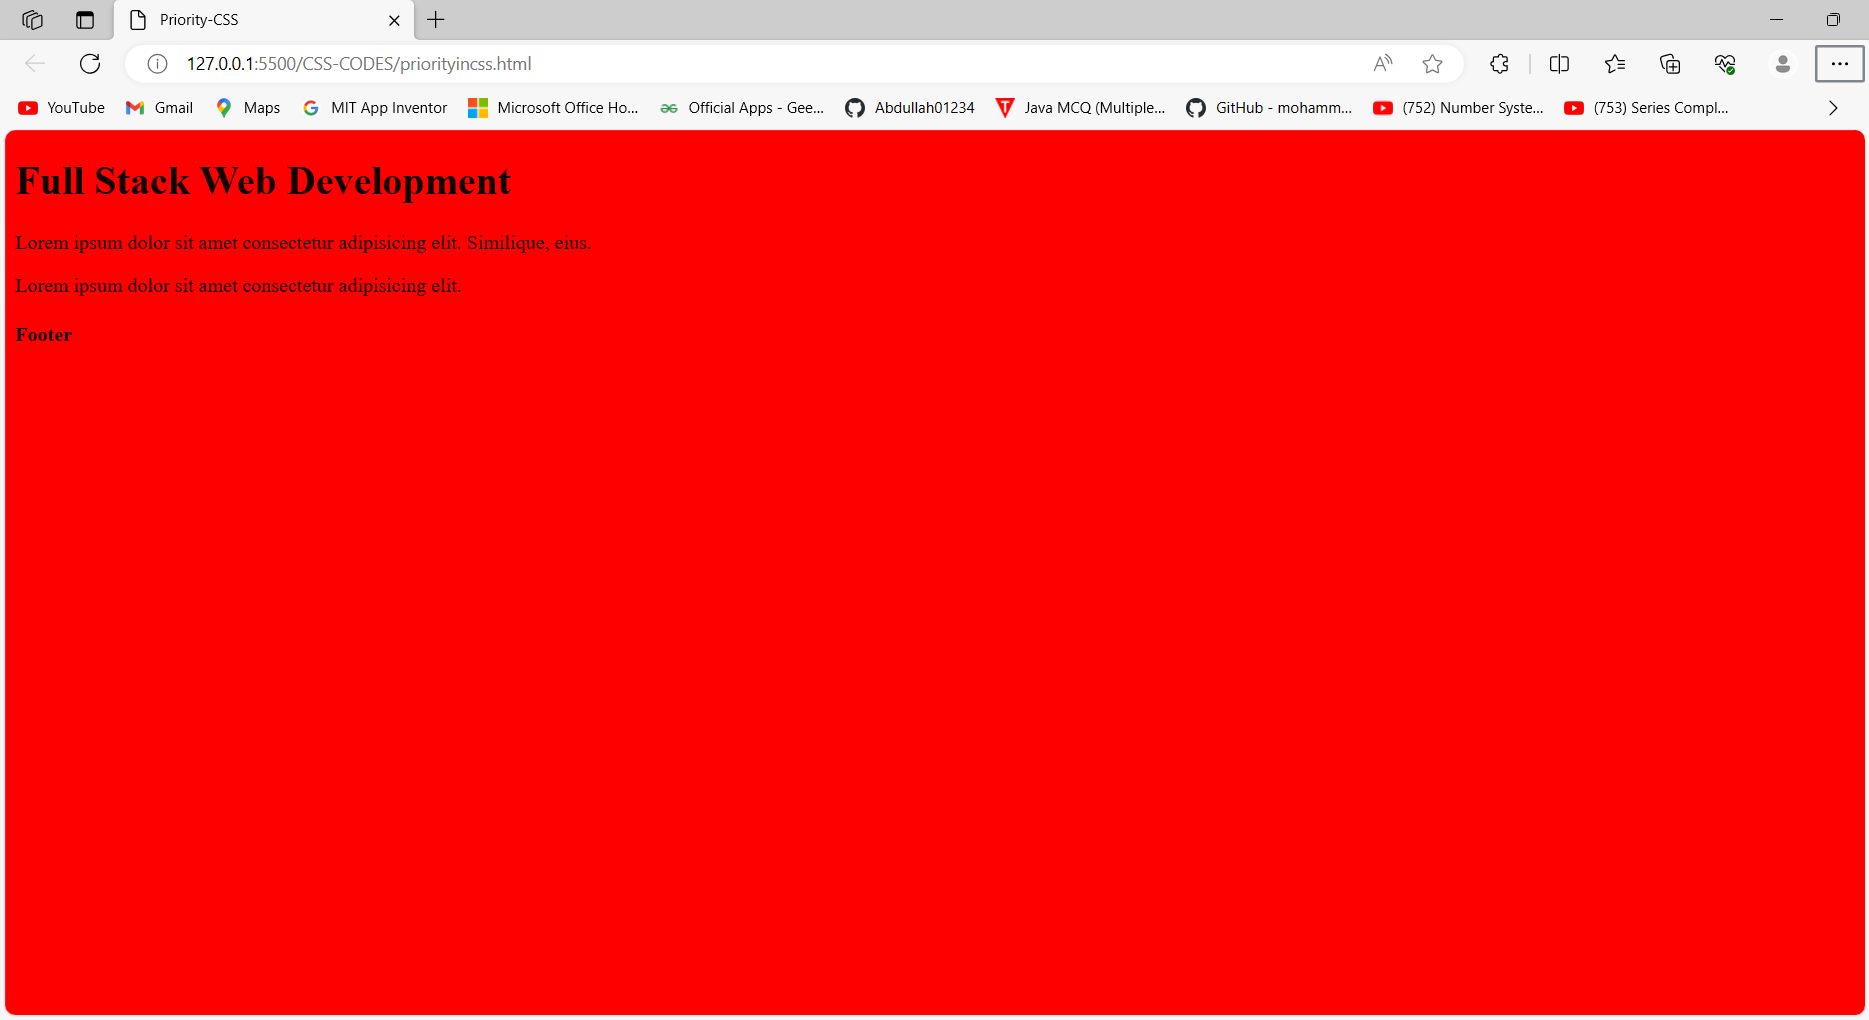 Priority-CSS
127.0.0.1:5500/CSS-CODES/priorityincss.html
YouTube Gmail Maps MIT App Inventor Microsoft Office Ho... Official Apps - Gee... Abdullah01234 Java MCQ (Multiple... GitHub - mohamm... (752) Number Syste... (753) Series Compl...
Full Stack Web Development
Lorem ipsum dolor sit amet consectetur adipisicing elit. Similique, eius.
Lorem ipsum dolor sit amet consectetur adipisicing elit.
Footer